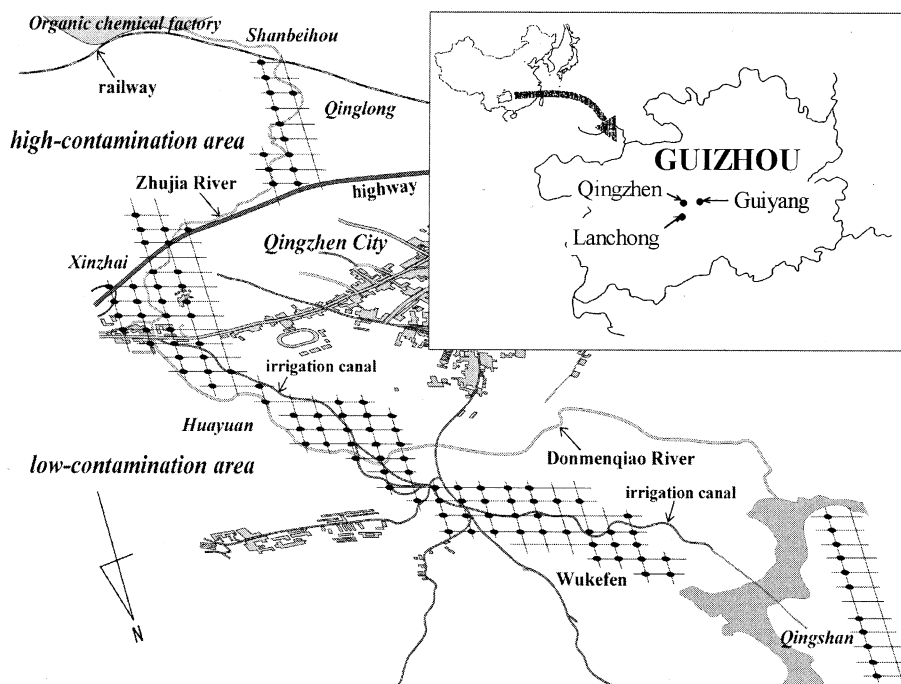 Organic chemical factory
Shanbeihou
railway
Qinglong
high-contamination area
Zhujia River
highway
Qingzhen City
Xinzhai
irrigation canal
Huayuan
low-contamination area
Donmenqiao River
irrigation canal
Wukefen
Qingshan
N
GUIZHOU
Qingzhen
Guiyang
Lanchong